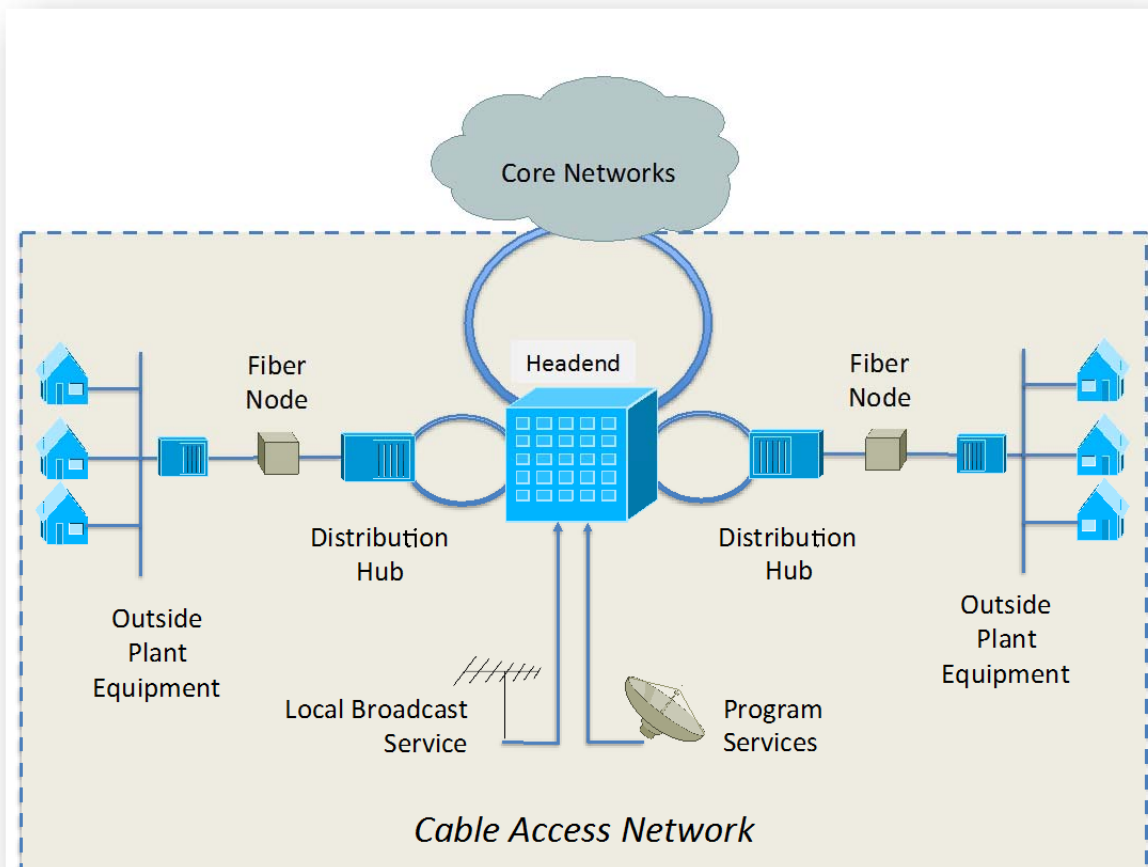 Core Networks
Headend
Fiber
Node
Fiber
Node
Distribution
Hub
Distribution
Hub
Outside
Plant
Equipment
Outside
Plant
Equipment
Local Broadcast
Service
Program
Services
Cable Access Network